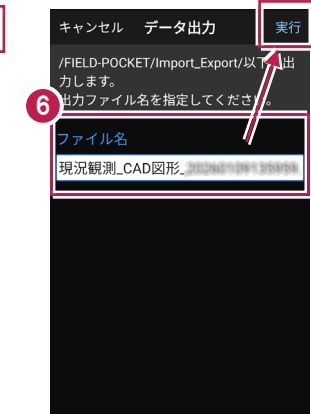 キャンセル データ出力 実行
/FIELD-POCKET/Import_Export/以下 出
力します。
出力ファイル名を指定してください。
6
ファイル名
現況観測_CAD図形_